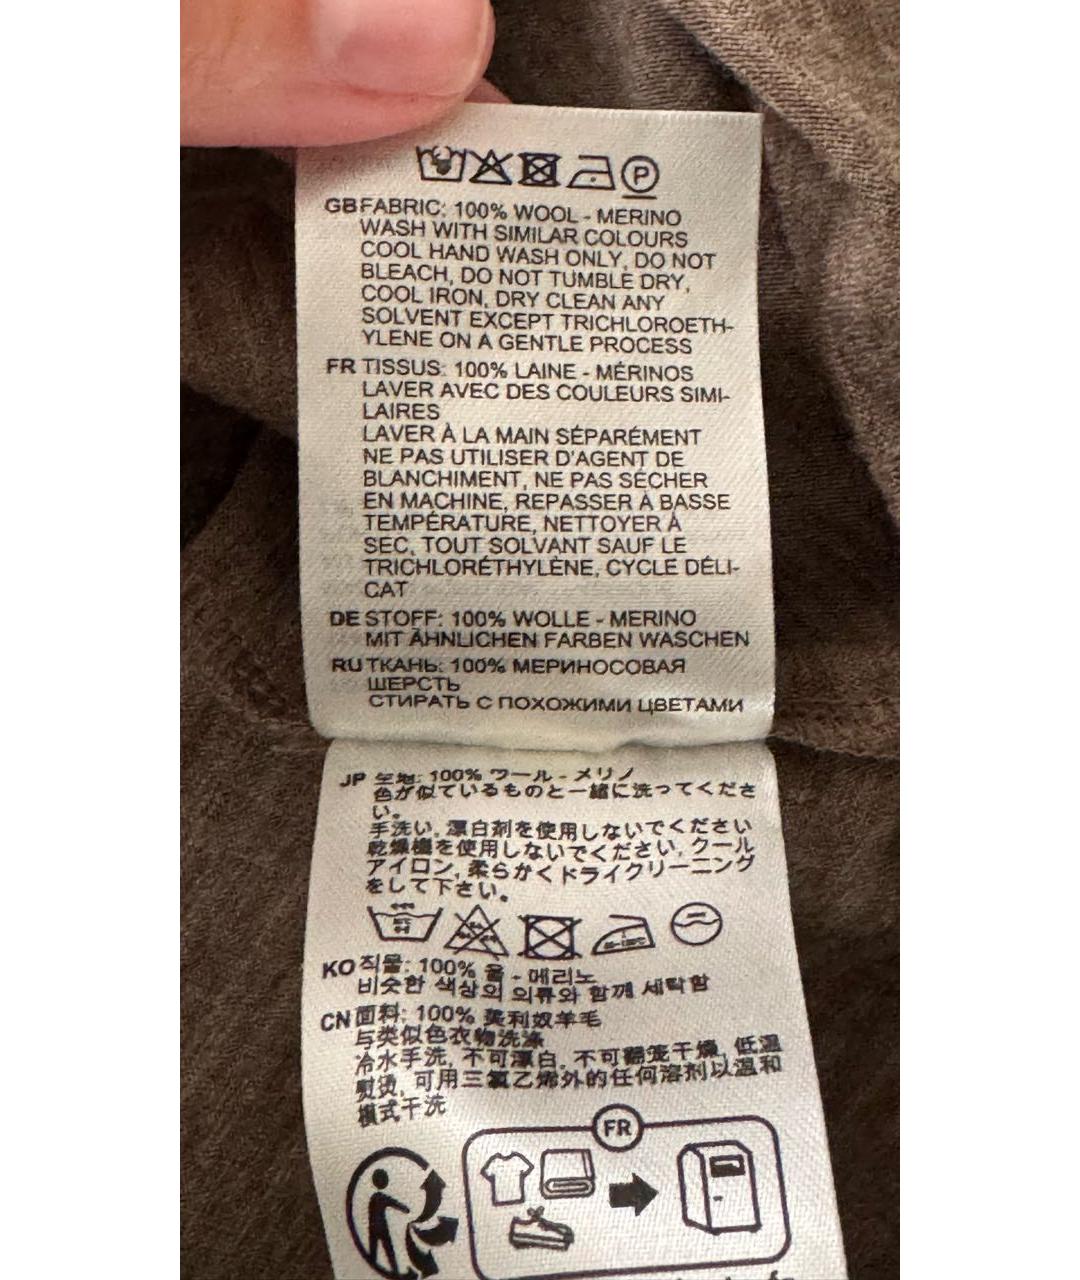 P
GB FABRIC: 100% WOOL - MERINO
WASH WITH SIMILAR COLOURS
COOL HAND WASH ONLY, DO NOT
BLEACH, DO NOT TUMBLE DRY,
COOL IRON, DRY CLEAN ANY
SOLVENT EXCEPT TRICHLOROETH-
YLENE ON A GENTLE PROCESS
FR TISSUS: 100% LAINE - MÉRINOS
LAVER AVEC DES COULEURS SIMI-
LAIRES
LAVER À LA MAIN SÉPARÉMENT
NE PAS UTILISER D'AGENT DE
BLANCHIMENT, NE PAS SÉCHER
EN MACHINE, REPASSER À BASSE
TEMPÉRATURE, NETTOYER À
SEC, TOUT SOLVANT SAUF LE
TRICHLORÉTHYLÈNE, CYCLE DÉLI-
CAT
DE STOFF: 100% WOLLE - MERINO
MIT ÄHNLICHEN FARBEN WASCHEN
RU ТКАНЬ: 100% МЕРИНОСОВАЯ
ШЕРСТЬ
СТИРАТЬ С ПОХОЖИМИ ЦВЕТАМИ
JP 生地: 100% ウール - メリノ
色が似ているものと一緒に洗ってくださ
い。
手洗い, 漂白剤を使用しないでください
乾燥機を使用しないでください, クール
アイロン, 柔らかくドライクリーニング
をして下さい。
KO 직물: 100% 울 - 메리노
비슷한 색상의 의류와 함께 세탁함
CN 面料: 100% 美利奴羊毛
与类似色衣物洗涤
冷水手洗, 不可漂白, 不可翻笼干燥, 低温
熨烫, 可用三氯乙烯外的任何溶剂以温和
模式干洗
FR